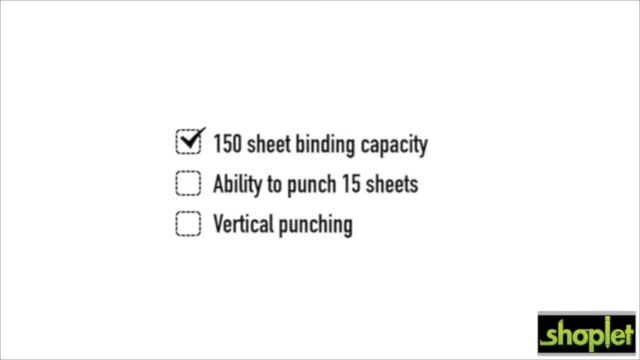 150 sheet binding capacity
Ability to punch 15 sheets
Vertical punching
shoplet